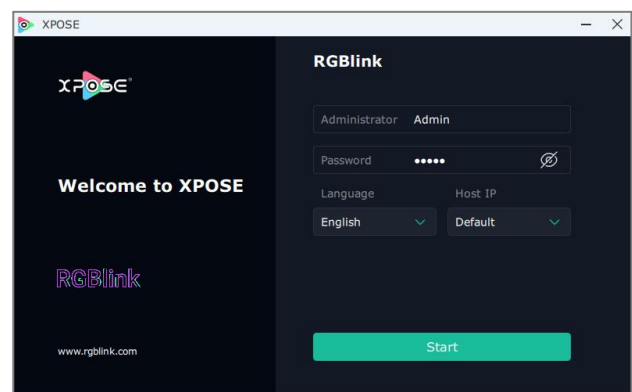 XPOSE
XPOSE
Welcome to XPOSE
RGBlink
www.rgblink.com
RGBlink
Administrator Admin
Password •••••
Language Host IP
English Default
Start